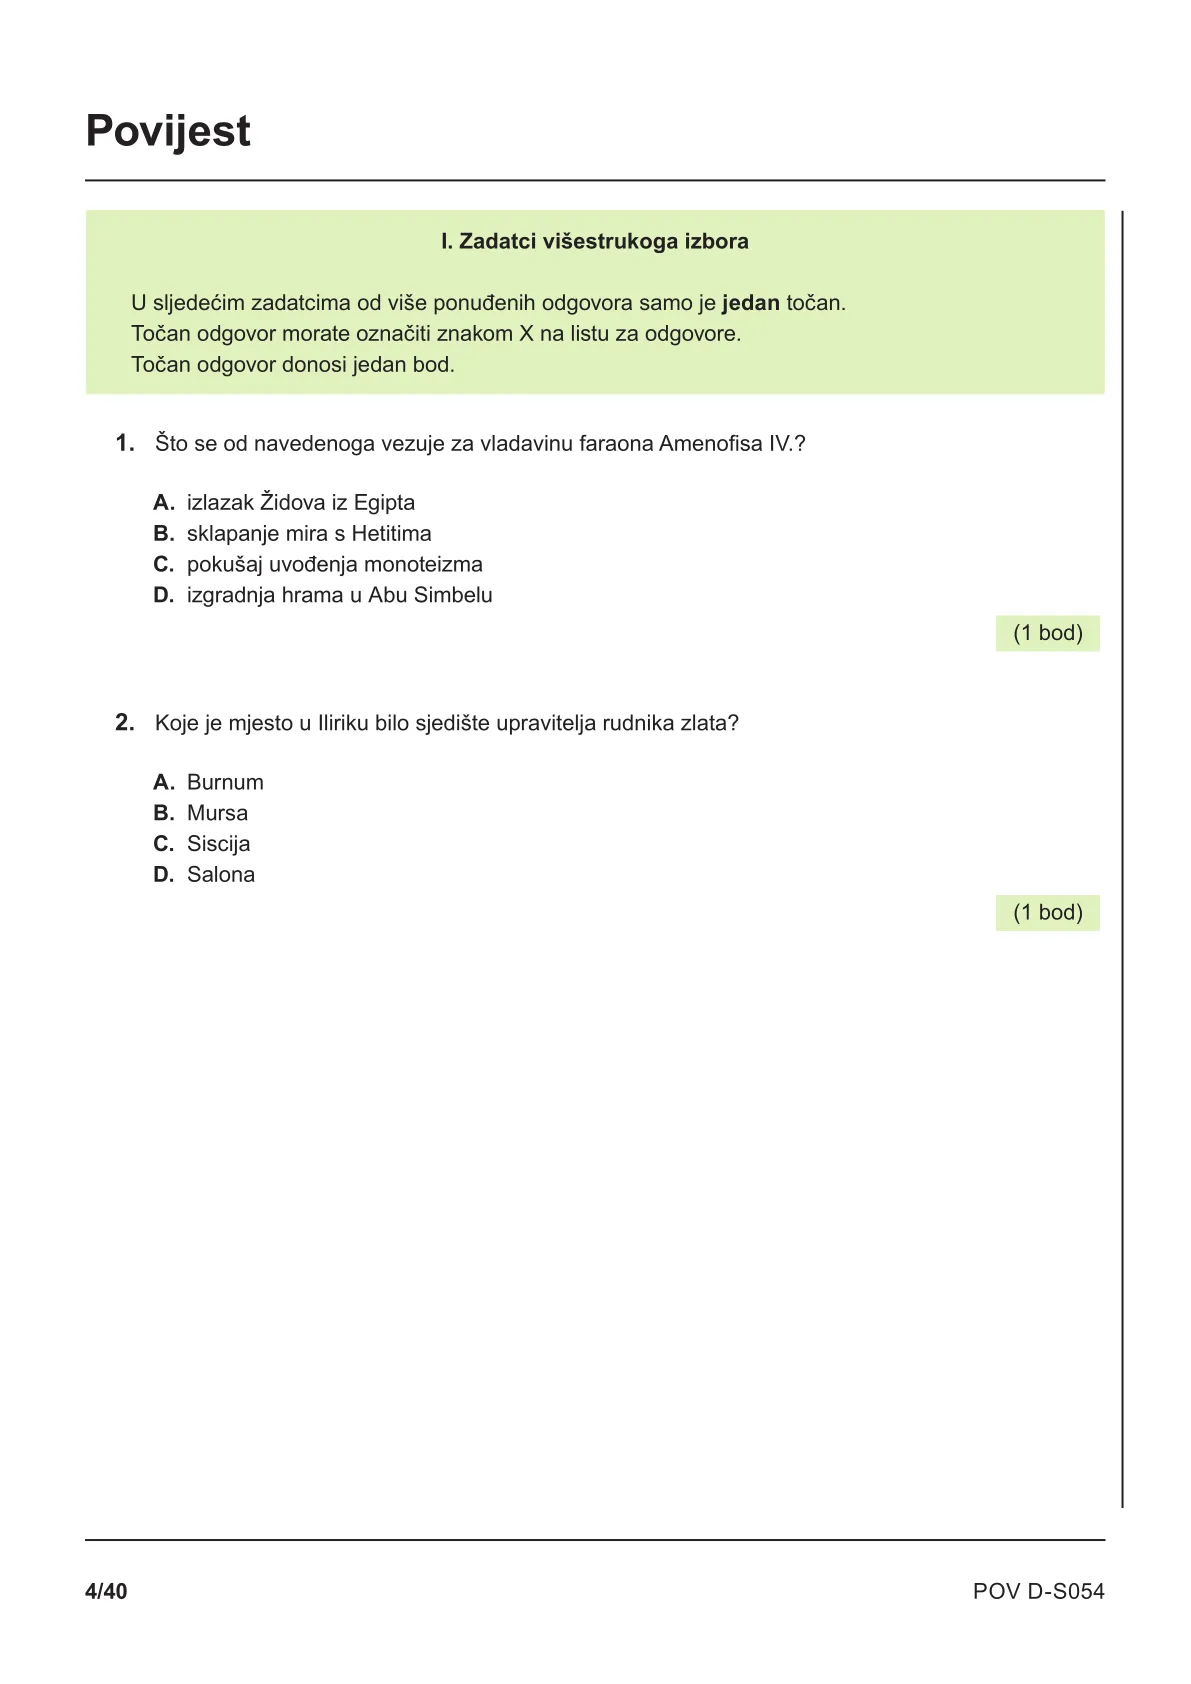 Povijest
I. Zadatci višestrukoga izbora
U sljedećim zadatcima od više ponuđenih odgovora samo je jedan točan.
Točan odgovor morate označiti znakom X na listu za odgovore.
Točan odgovor donosi jedan bod.
1. Što se od navedenoga vezuje za vladavinu faraona Amenofisa IV.?
A. izlazak Židova iz Egipta
B. sklapanje mira s Hetitima
C. pokušaj uvođenja monoteizma
D. izgradnja hrama u Abu Simbelu
(1 bod)
2. Koje je mjesto u Iliriku bilo sjedište upravitelja rudnika zlata?
A. Burnum
B. Mursa
C. Siscija
D. Salona
(1 bod)
4/40
POV D-S054